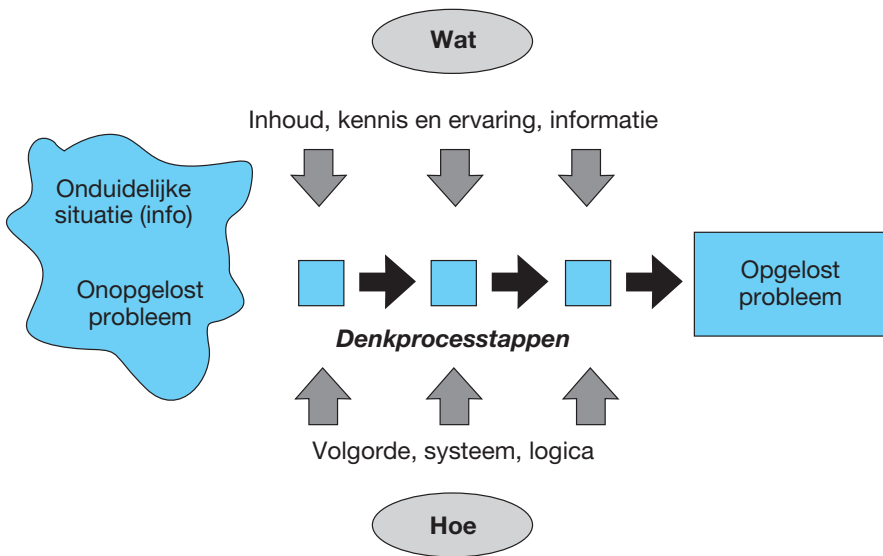 Wat
Inhoud, kennis en ervaring, informatie
Onduidelijke
situatie (info)
Onopgelost
probleem
Denkprocesstappen
Opgelost
probleem
Volgorde, systeem, logica
Hoe